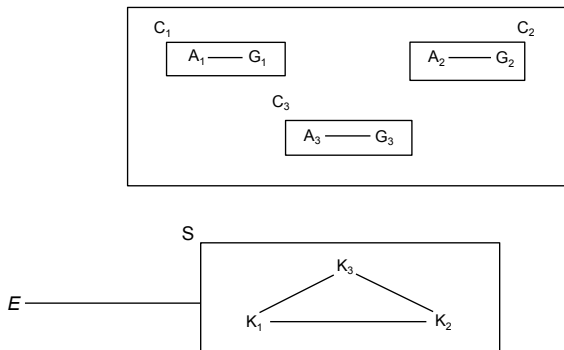 C₁ C₂
A₁ G₁ A₂ G₂
C₃
A₃ G₃
S
K₃
E
K₁ K₂